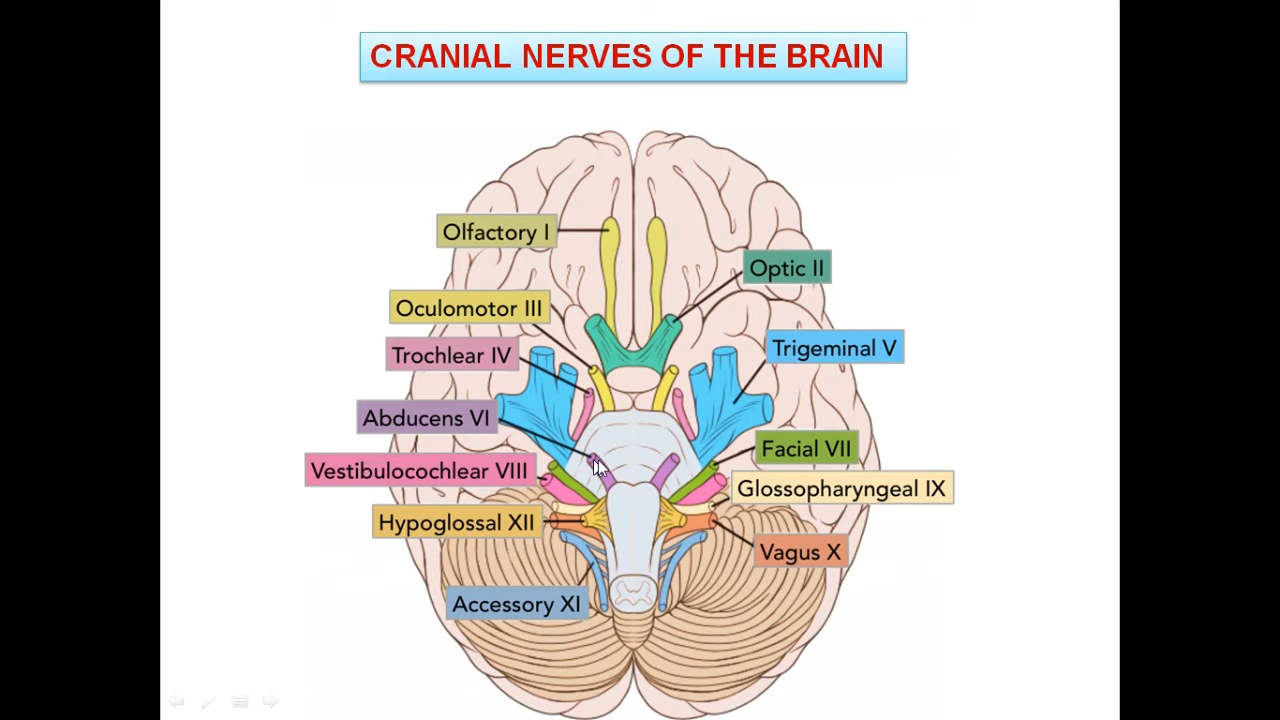 CRANIAL NERVES OF THE BRAIN
Olfactory I
Optic II
Oculomotor III
Trochlear IV
Trigeminal V
Abducens VI
Facial VII
Vestibulocochlear VIII
Glossopharyngeal IX
Hypoglossal XII
Vagus X
Accessory XI